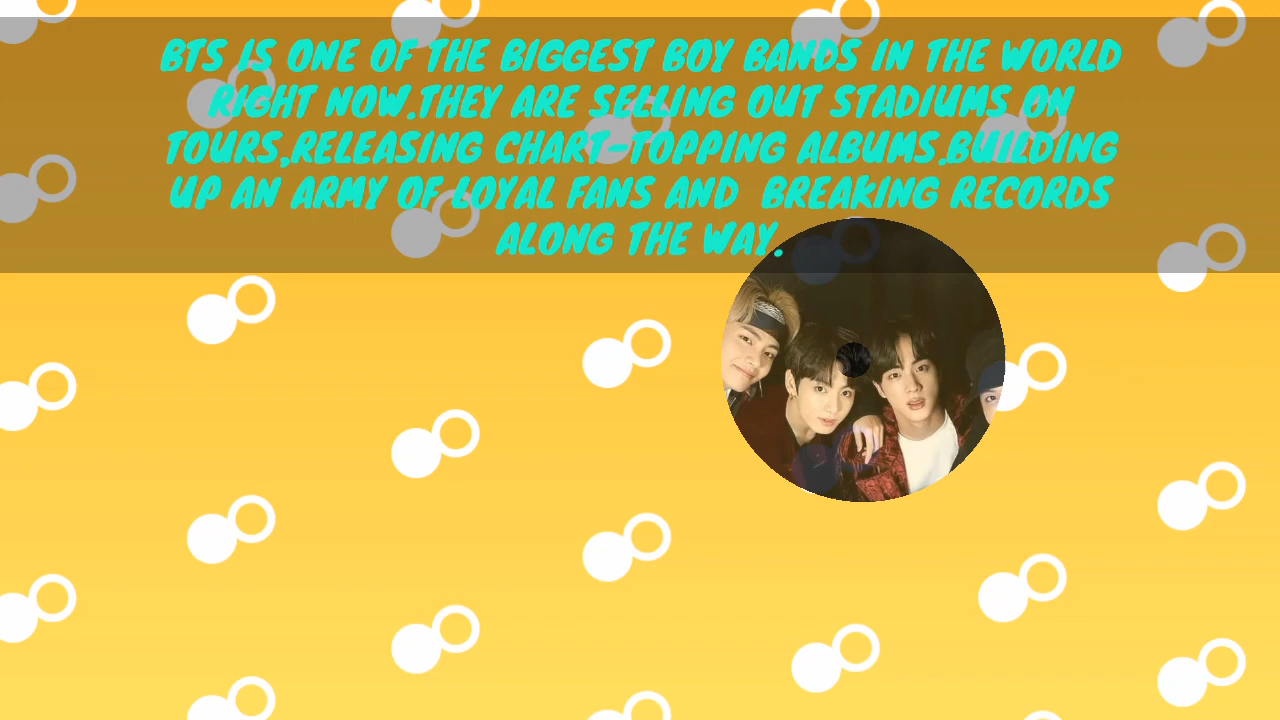 BTS IS ONE OF THE BIGGEST BOY BANDS IN THE WORLD
RIGHT NOW.THEY ARE SELLING OUT STADIUMS ON
TOURS,RELEASING CHART-TOPPING ALBUMS.BUILDING
UP AN ARMY OF LOYAL FANS AND  BREAKING RECORDS
ALONG THE WAY.